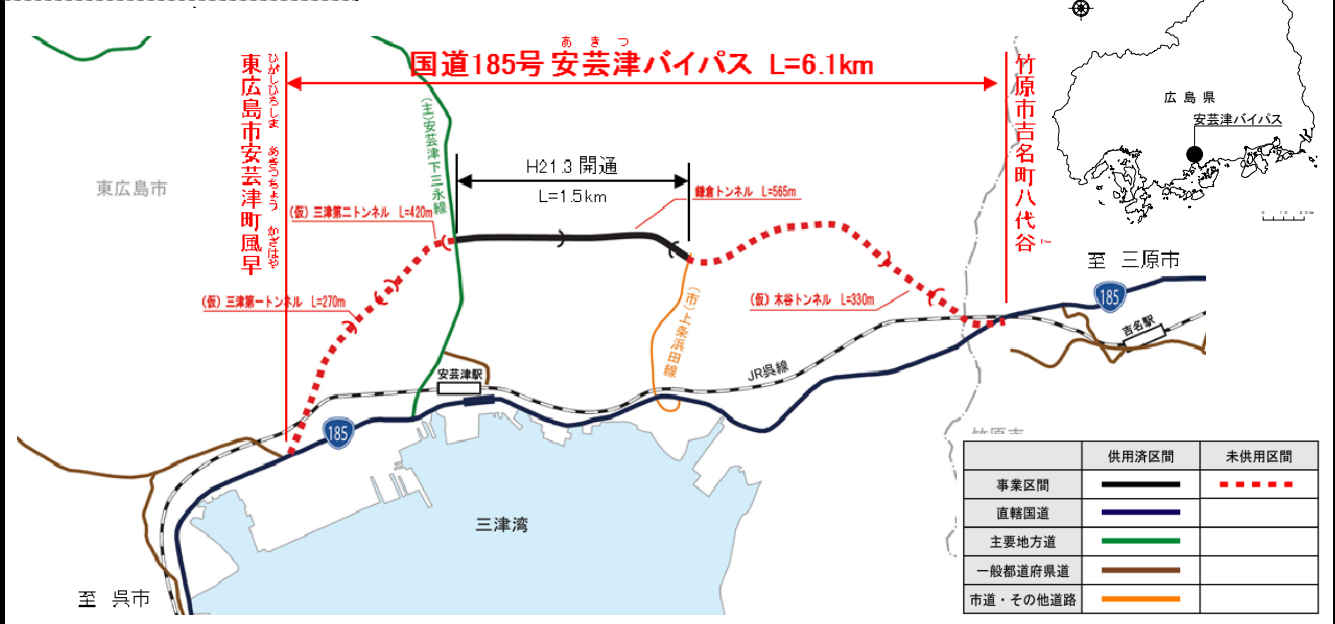 あきつ
国道185号 安芸津バイパス L=6.1km
東広島市安芸津町風早
ひがしひろしま あきつちょう かざはや
竹原市吉名町八代谷
に
広島県
安芸津バイパス
0 10 20km
東広島市
(主)安芸津下三永線
H21.3 開通
L=1.5km
鎌倉トンネル L=565m
(仮) 三津第二トンネル L=420m
(仮) 三津第一トンネル L=270m
(仮) 木谷トンネル L=330m
(市)上条浜田線
至 三原市
185
吉名駅
JR呉線
安芸津駅
185
竹原市
三津湾
至 呉市
供用済区間 未供用区間
事業区間
直轄国道
主要地方道
一般都道府県道
市道・その他道路